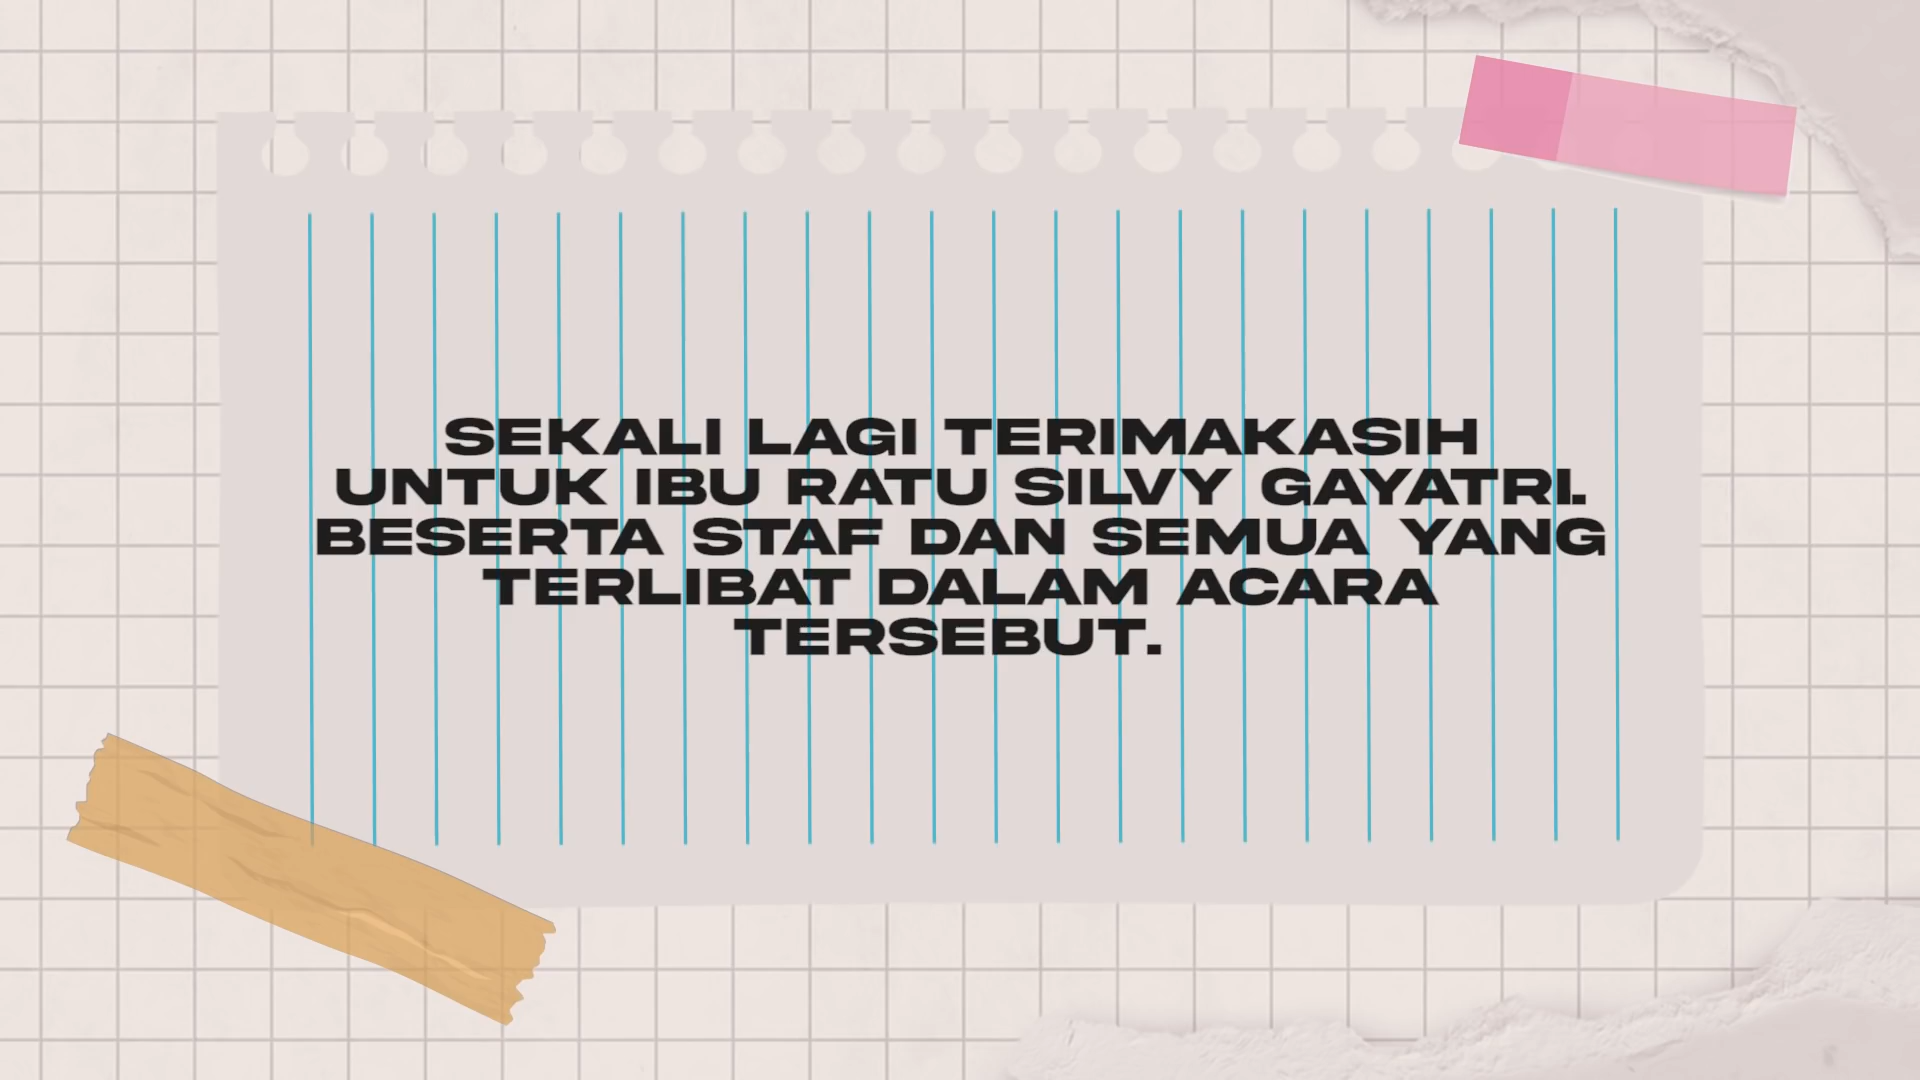 SEKALI LAGI TERIMAKASIH
UNTUK IBU RATU SILVY GAYATRI.
BESERTA STAF DAN SEMUA YANG
TERLIBAT DALAM ACARA
TERSEBUT.